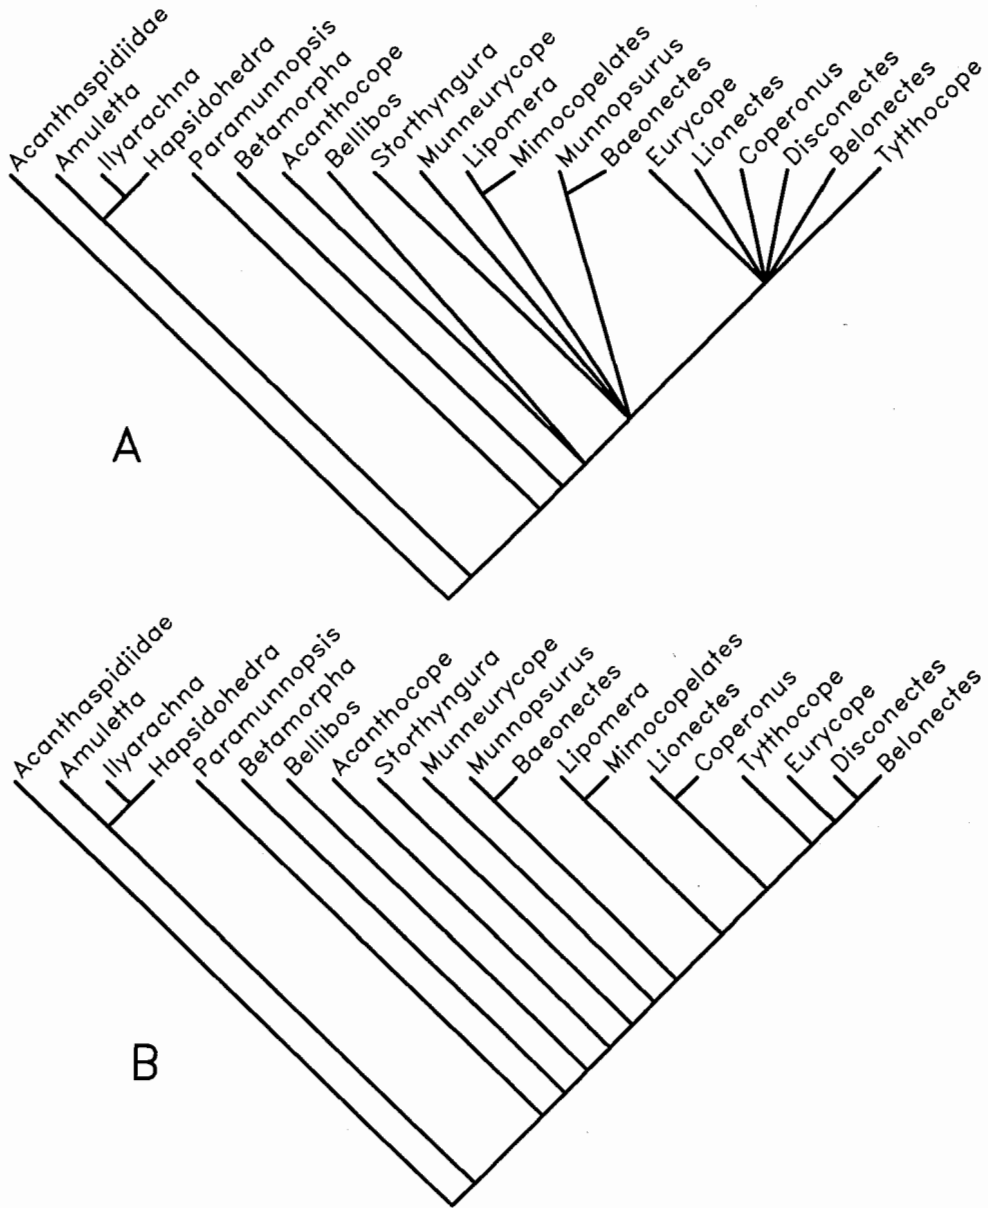 Acanthaspidiidae
Amuletta
Ilyarachna
Hapsidohedra
Paramunnopsis
Betamorpha
Acanthocope
Bellibos
Storthyngura
Munneurycope
Lipomera
Mimocopelates
Munnopsurus
Baeonectes
Eurycope
Lionectes
Coperonus
Disconectes
Belonectes
Tytthocope
A
Acanthaspidiidae
Amuletta
Ilyarachna
Hapsidohedra
Paramunnopsis
Betamorpha
Bellibos
Acanthocope
Storthyngura
Munneurycope
Munnopsurus
Baeonectes
Lipomera
Mimocopelates
Lionectes
Coperonus
Tytthocope
Eurycope
Disconectes
Belonectes
B